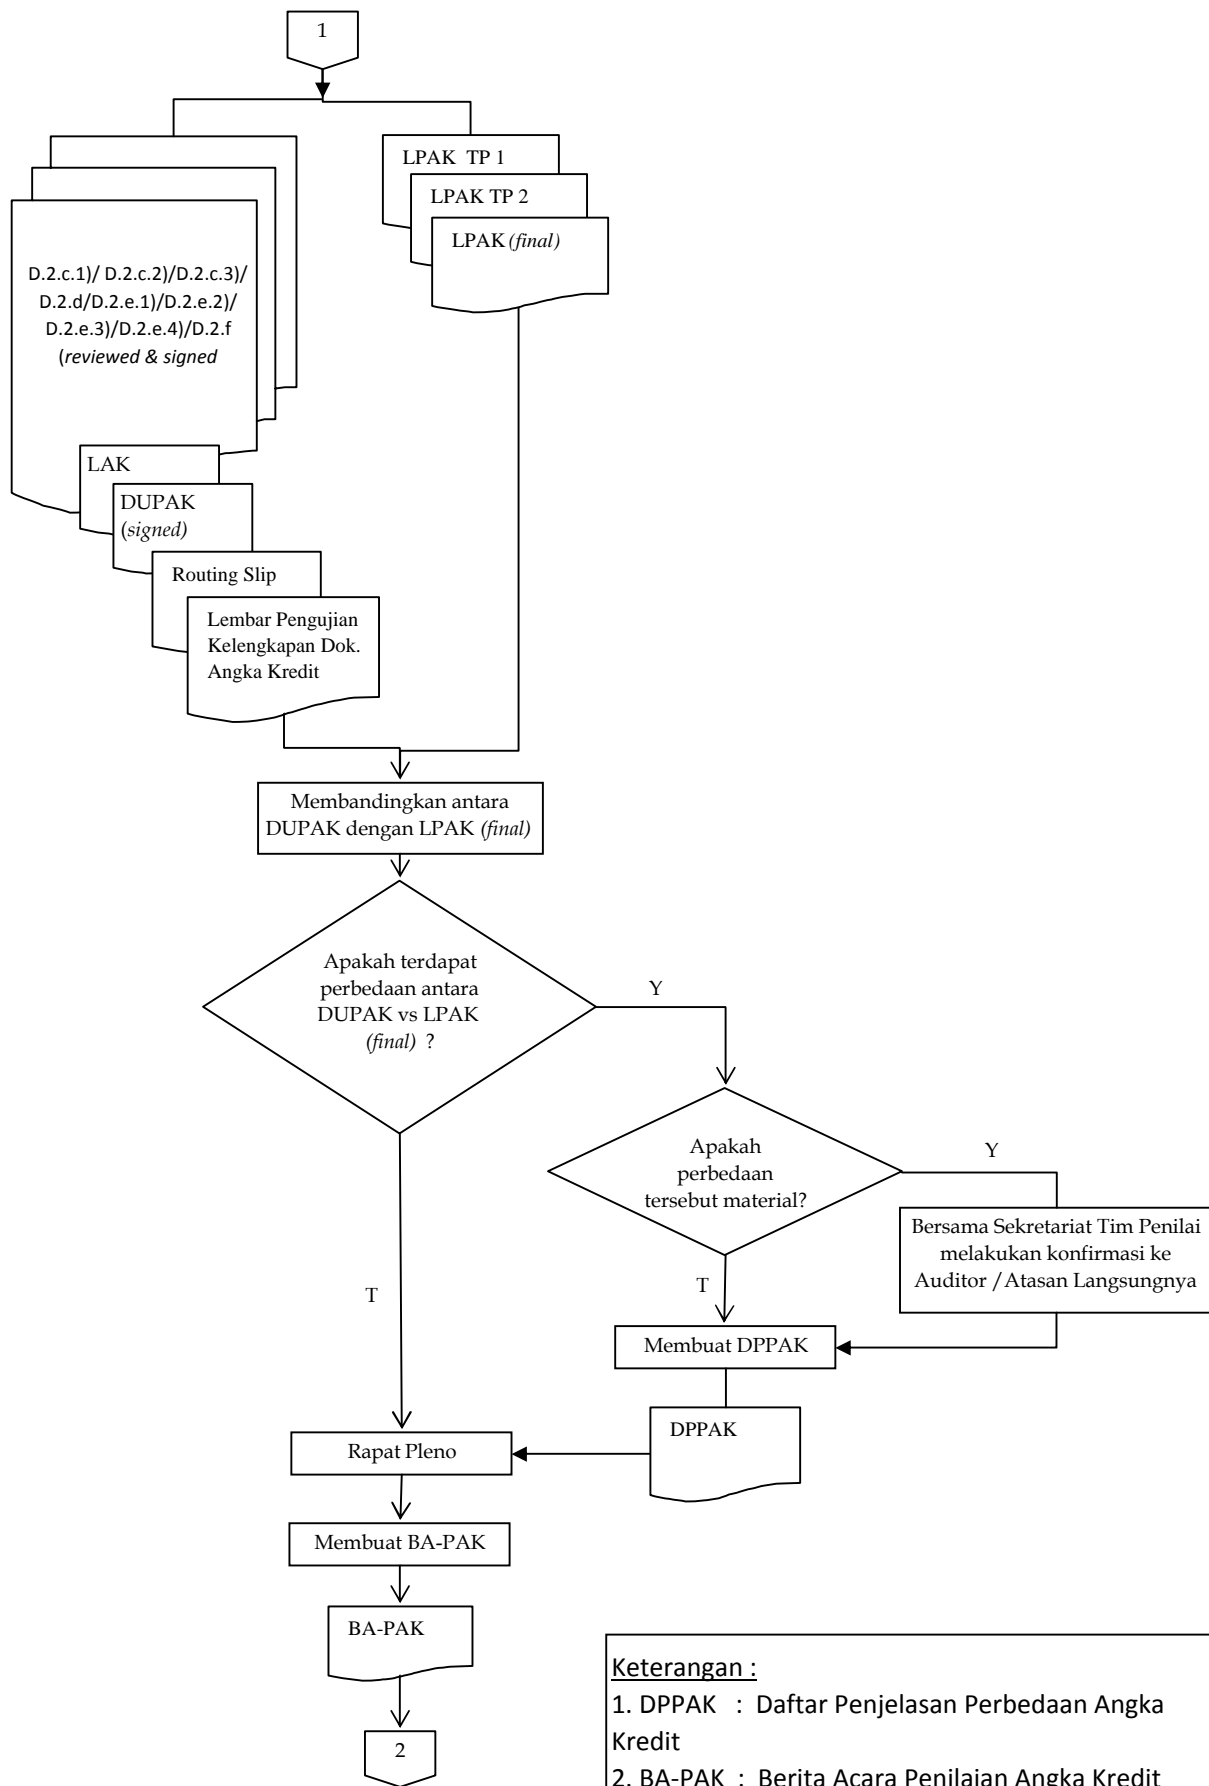 1
LPAK TP 1
LPAK TP 2
LPAK (final)
D.2.c.1)/ D.2.c.2)/D.2.c.3)/
D.2.d/D.2.e.1)/D.2.e.2)/
D.2.e.3)/D.2.e.4)/D.2.f
(reviewed & signed
LAK
DUPAK
(signed)
Routing Slip
Lembar Pengujian
Kelengkapan Dok.
Angka Kredit
Membandingkan antara
DUPAK dengan LPAK (final)
Apakah terdapat
perbedaan antara
DUPAK vs LPAK
(final) ?
Y
Apakah
perbedaan
tersebut material?
Y
Bersama Sekretariat Tim Penilai
melakukan konfirmasi ke
Auditor / Atasan Langsungnya
T
T
Membuat DPPAK
DPPAK
Rapat Pleno
Membuat BA-PAK
BA-PAK
2
Keterangan :
1. DPPAK : Daftar Penjelasan Perbedaan Angka
Kredit
2. BA-PAK : Berita Acara Penilaian Angka Kredit